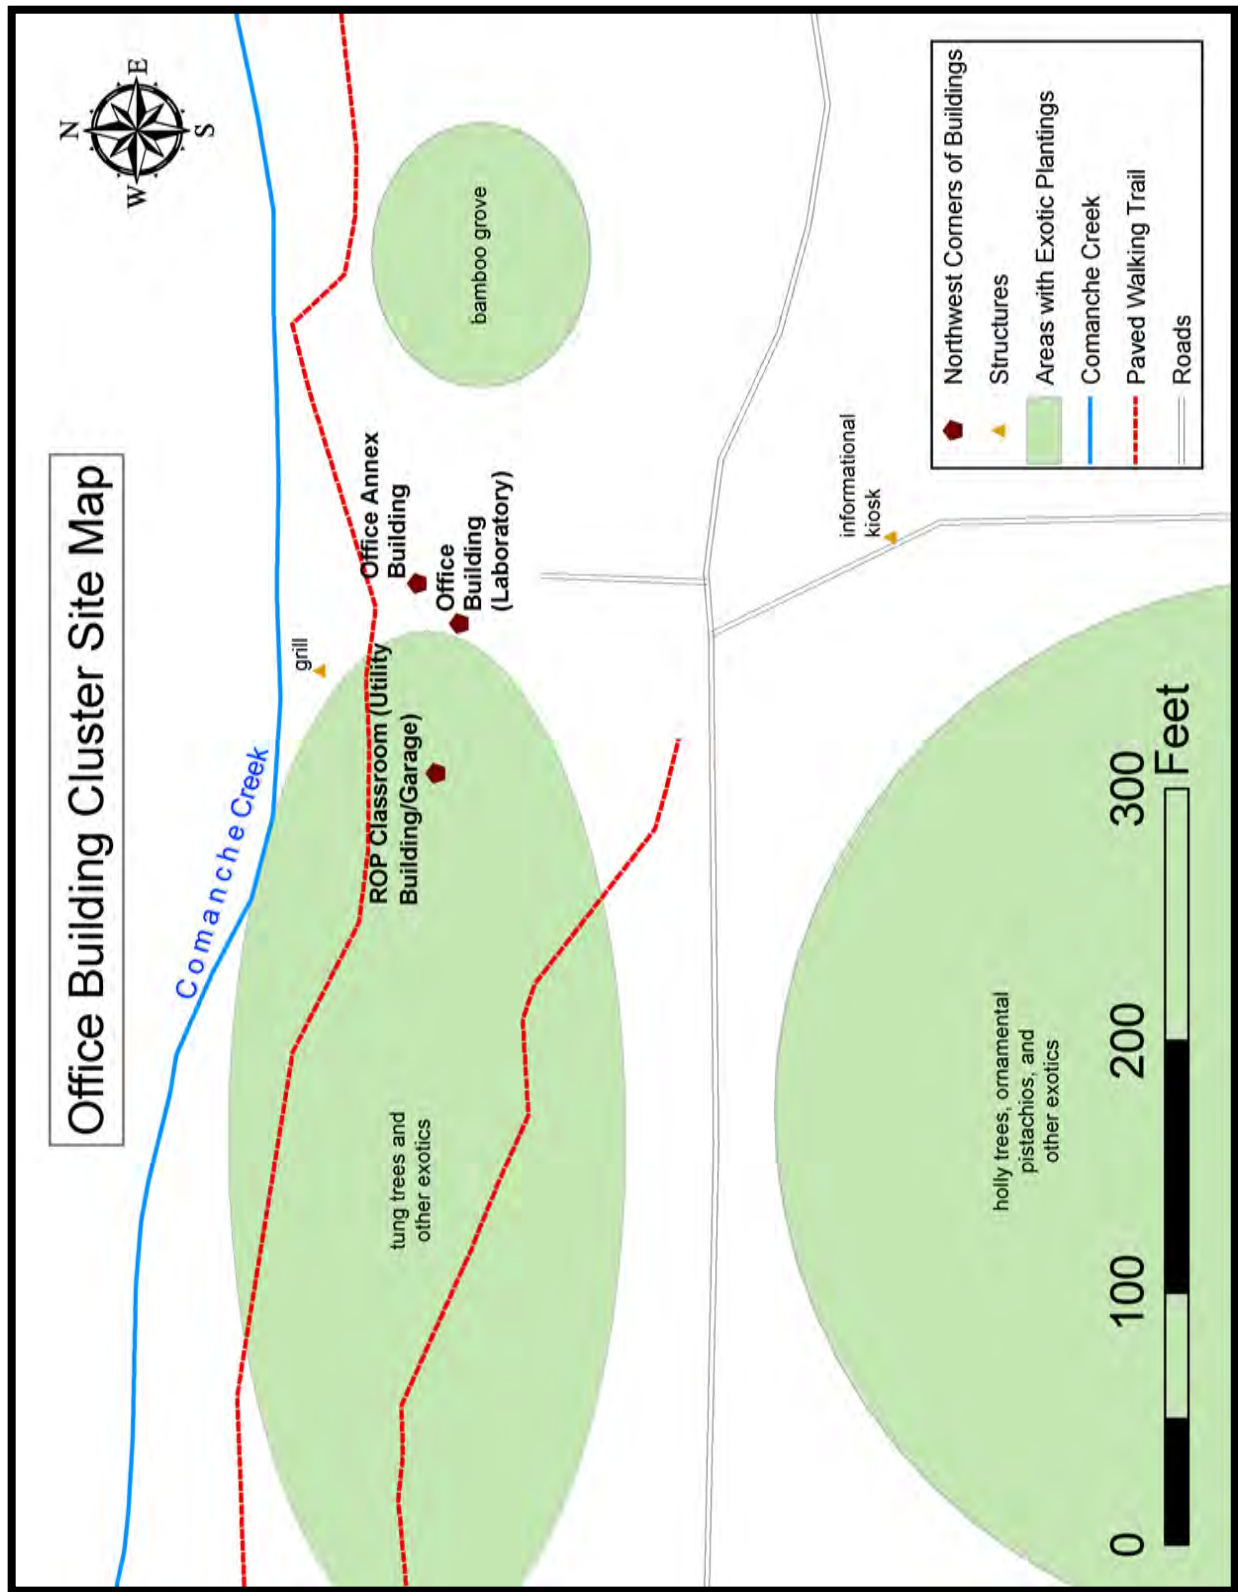 Office Building Cluster Site Map
N
E
W
S
Comanche Creek
grill
Office Annex
Building
Office
Building
(Laboratory)
ROP Classroom (Utility
Building/Garage)
bamboo grove
tung trees and
other exotics
informational
kiosk
holly trees, ornamental
pistachios, and
other exotics
Northwest Corners of Buildings
Structures
Areas with Exotic Plantings
Comanche Creek
Paved Walking Trail
Roads
0 100 200 300
Feet